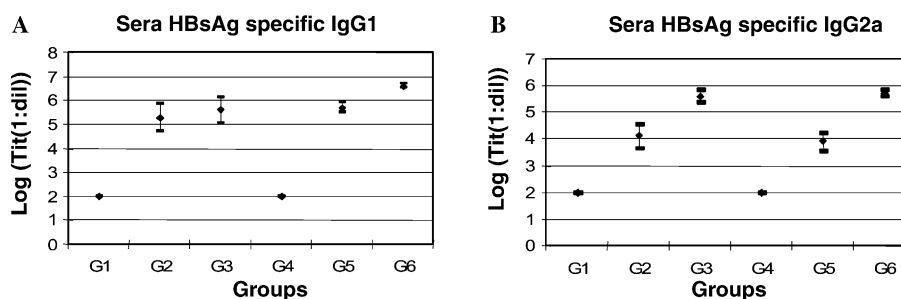 A
Sera HBsAg specific IgG1
Log (Tit(1:dil))
8
7
6
5
4
3
2
1
0
G1 G2 G3 G4 G5 G6
Groups
B
Sera HBsAg specific IgG2a
Log (Tit(1:dil))
7
6
5
4
3
2
1
0
G1 G2 G3 G4 G5 G6
Groups